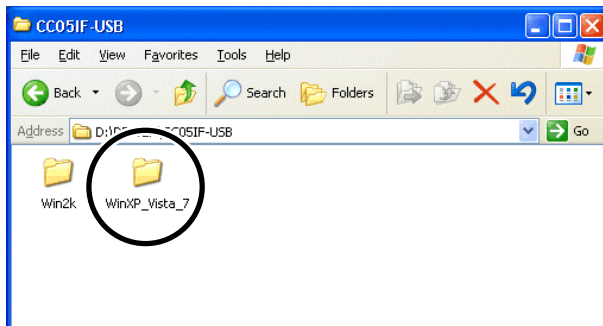 CC05IF-USB
File Edit View Favorites Tools Help
Back Search Folders
Address CC05IF-USB Go
Win2k WinXP_Vista_7